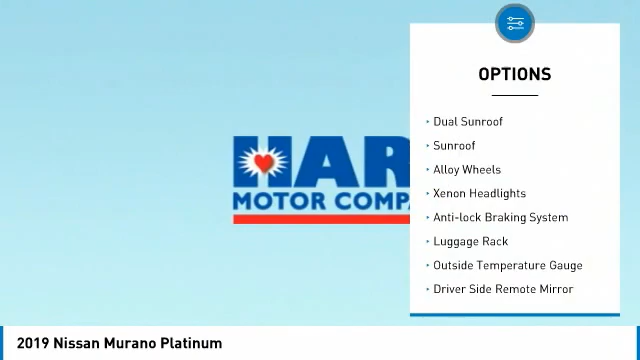 HAR
MOTOR COMP
OPTIONS
Dual Sunroof
Sunroof
Alloy Wheels
Xenon Headlights
Anti-lock Braking System
Luggage Rack
Outside Temperature Gauge
Driver Side Remote Mirror
2019 Nissan Murano Platinum